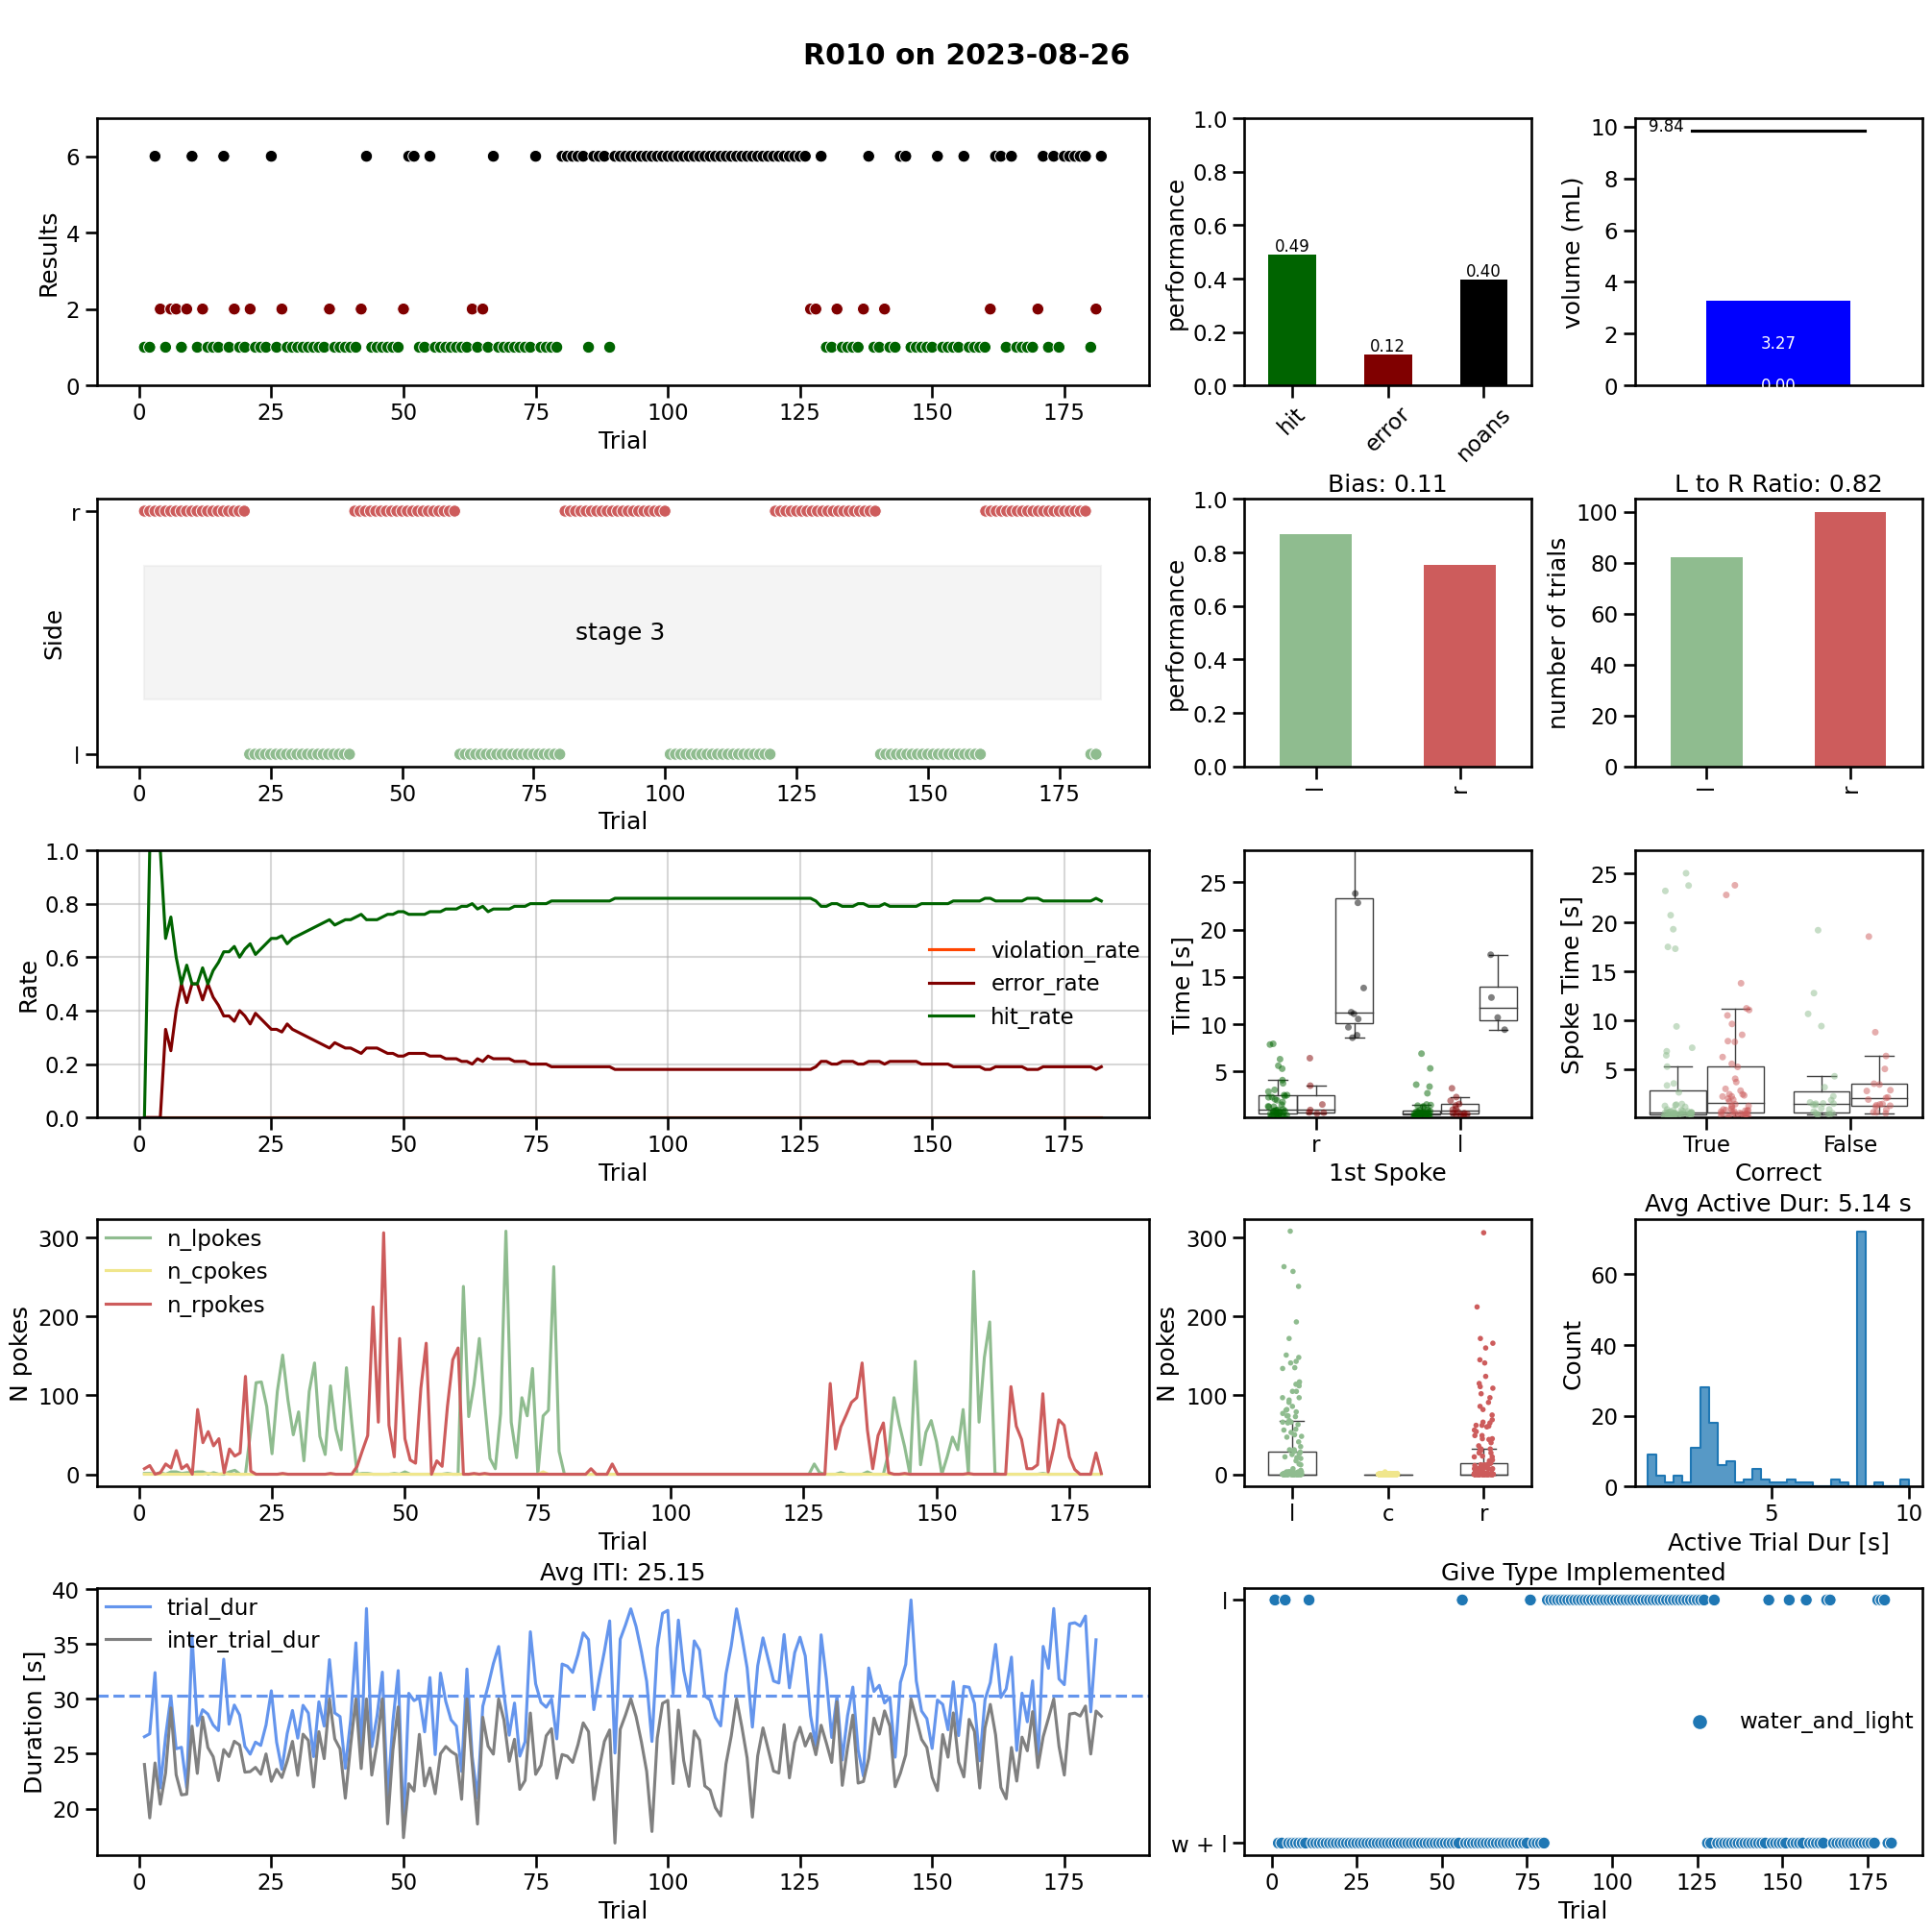 R010 on 2023-08-26
Results
6
4
2
0
0 25 50 75 100 125 150 175
Trial
performance
1.0
0.8
0.6
0.4
0.2
0.0
0.49
0.12
0.40
hit error noans
volume (mL)
10
8
6
4
2
0
9.84
3.27
0.00
Side
r
l
stage 3
0 25 50 75 100 125 150 175
Trial
Bias: 0.11
performance
1.0
0.8
0.6
0.4
0.2
0.0
l r
L to R Ratio: 0.82
number of trials
100
80
60
40
20
0
l r
Rate
1.0
0.8
0.6
0.4
0.2
0.0
violation_rate
error_rate
hit_rate
0 25 50 75 100 125 150 175
Trial
Time [s]
25
20
15
10
5
r l
1st Spoke
Spoke Time [s]
25
20
15
10
5
True False
Correct
N pokes
300
200
100
0
n_lpokes
n_cpokes
n_rpokes
0 25 50 75 100 125 150 175
Trial
N pokes
300
200
100
0
l c r
Avg Active Dur: 5.14 s
Count
60
40
20
0
5 10
Active Trial Dur [s]
Avg ITI: 25.15
Duration [s]
40
35
30
25
20
trial_dur
inter_trial_dur
0 25 50 75 100 125 150 175
Trial
Give Type Implemented
l
w + l
water_and_light
0 25 50 75 100 125 150 175
Trial